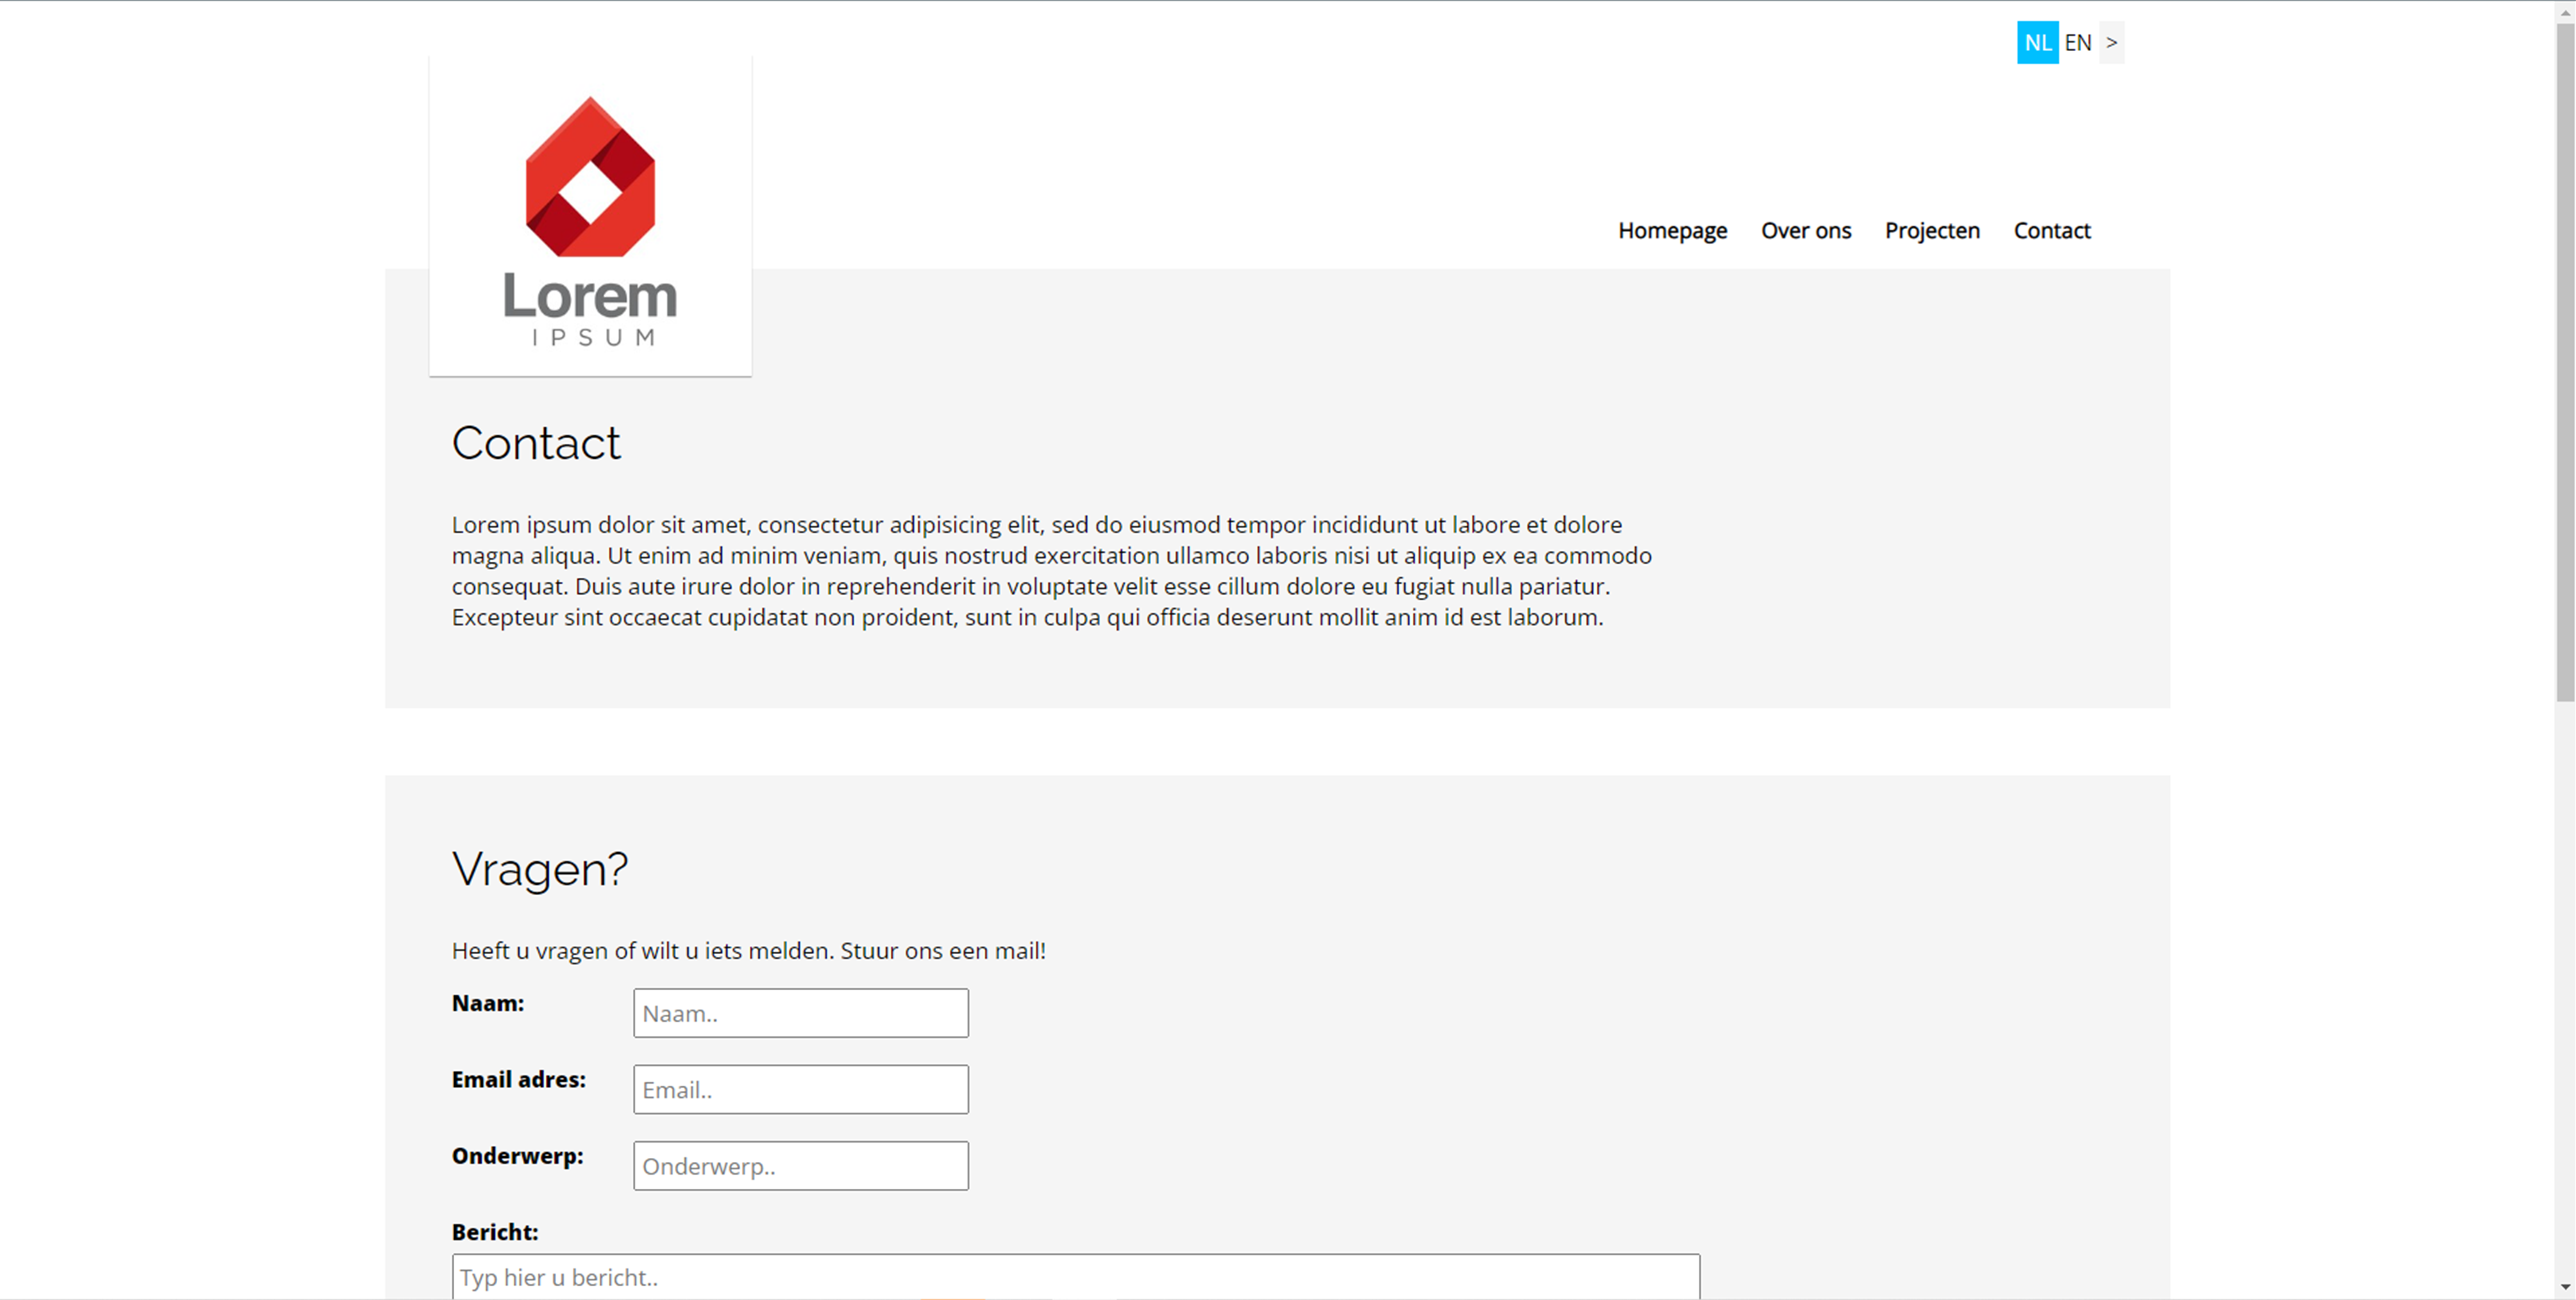 NL EN >
Lorem
IPSUM
Homepage Over ons Projecten Contact
Contact
Lorem ipsum dolor sit amet, consectetur adipisicing elit, sed do eiusmod tempor incididunt ut labore et dolore
magna aliqua. Ut enim ad minim veniam, quis nostrud exercitation ullamco laboris nisi ut aliquip ex ea commodo
consequat. Duis aute irure dolor in reprehenderit in voluptate velit esse cillum dolore eu fugiat nulla pariatur.
Excepteur sint occaecat cupidatat non proident, sunt in culpa qui officia deserunt mollit anim id est laborum.
Vragen?
Heeft u vragen of wilt u iets melden. Stuur ons een mail!
Naam: Naam..
Email adres: Email..
Onderwerp: Onderwerp..
Bericht:
Typ hier u bericht..